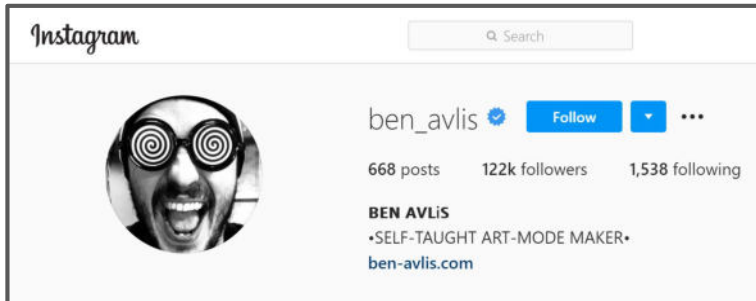 Instagram
Search
ben_avlis Follow
668 posts 122k followers 1,538 following
BEN AVLiS
•SELF-TAUGHT ART-MODE MAKER•
ben-avlis.com